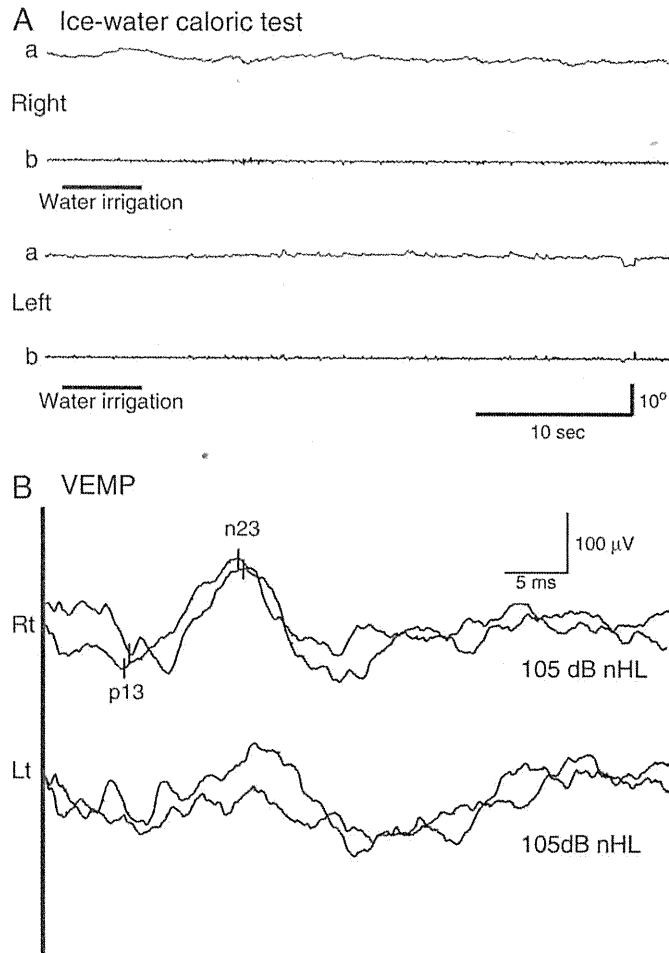 A Ice-water caloric test
a
Right
b
Water irrigation
a
Left
b
Water irrigation
10º
10 sec
B VEMP
n23
100 μV
5 ms
Rt
p13
105 dB nHL
Lt
105dB nHL